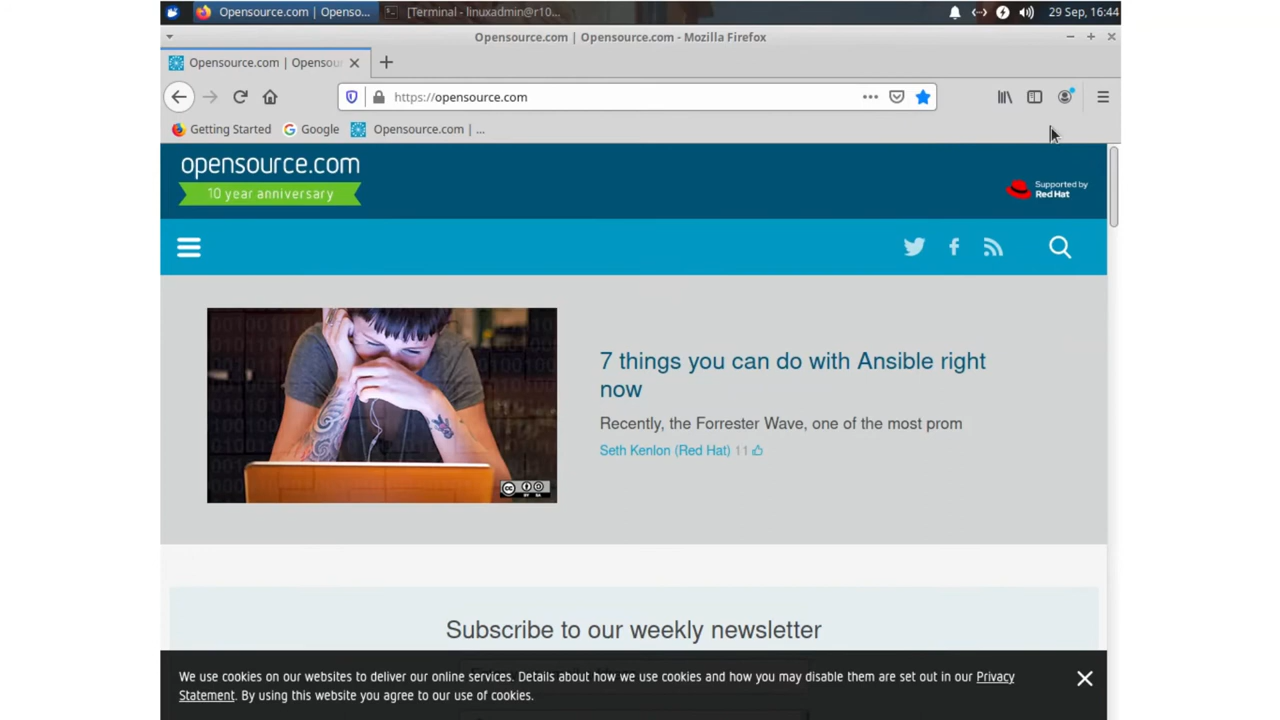 Opensource.com | Openso...
[Terminal - linuxadmin@r10...
29 Sep, 16:44
Opensource.com | Opensource.com - Mozilla Firefox
Opensource.com | Opensou
https://opensource.com
Getting Started
Google
Opensource.com | ...
opensource.com
10 year anniversary
Supported by
Red Hat
7 things you can do with Ansible right
now
Recently, the Forrester Wave, one of the most prom
Seth Kenlon (Red Hat) 11
Subscribe to our weekly newsletter
We use cookies on our websites to deliver our online services. Details about how we use cookies and how you may disable them are set out in our Privacy
Statement. By using this website you agree to our use of cookies.